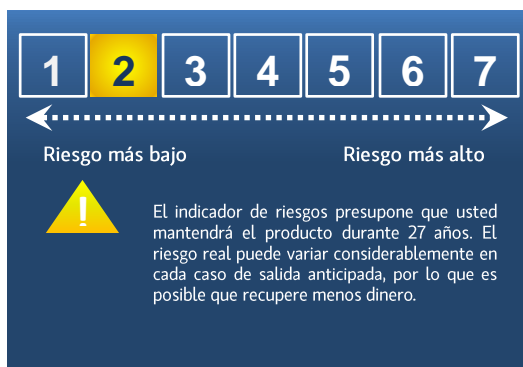 1 2 3 4 5 6 7
Riesgo más bajo Riesgo más alto
!
El indicador de riesgos presupone que usted
mantendrá el producto durante 27 años. El
riesgo real puede variar considerablemente en
cada caso de salida anticipada, por lo que es
posible que recupere menos dinero.